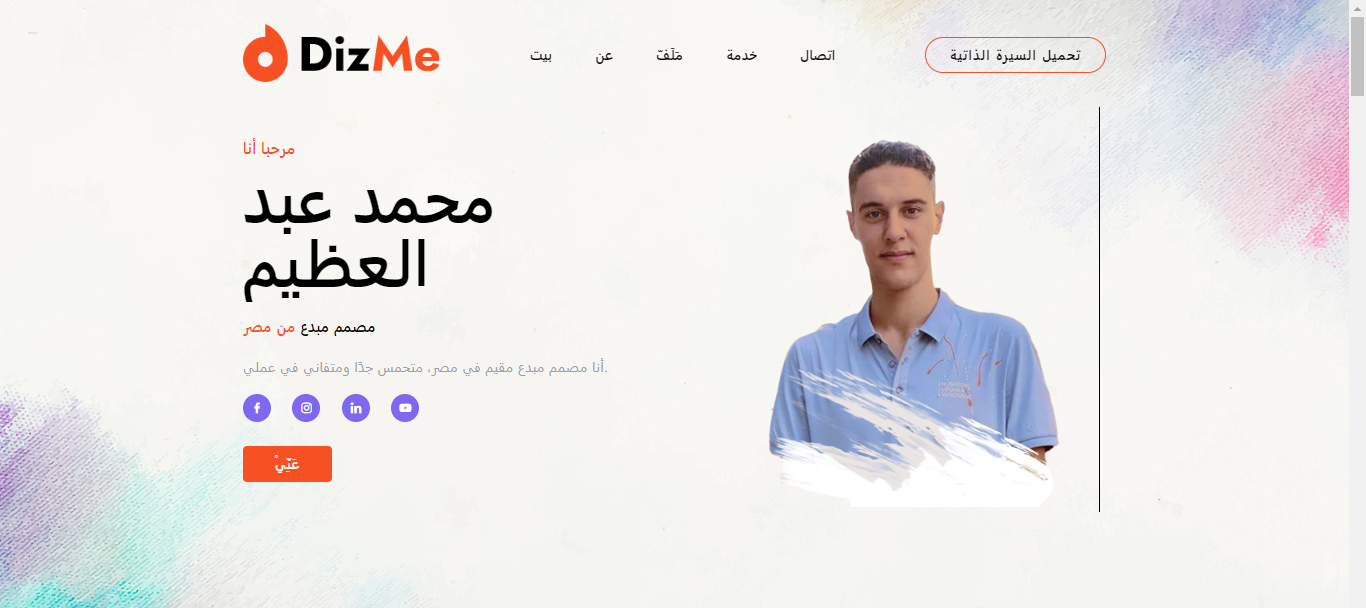 DizMe
بيت
عن
مَلَفّ
خدمة
اتصال
تحميل السيرة الذاتية
مرحبا أنا
محمد عبد
العظيم
مصمم مبدع من مصر
أنا مصمم مبدع مقيم في مصر، متحمس جدًا ومتفاني في عملي.
عَنِّيْ